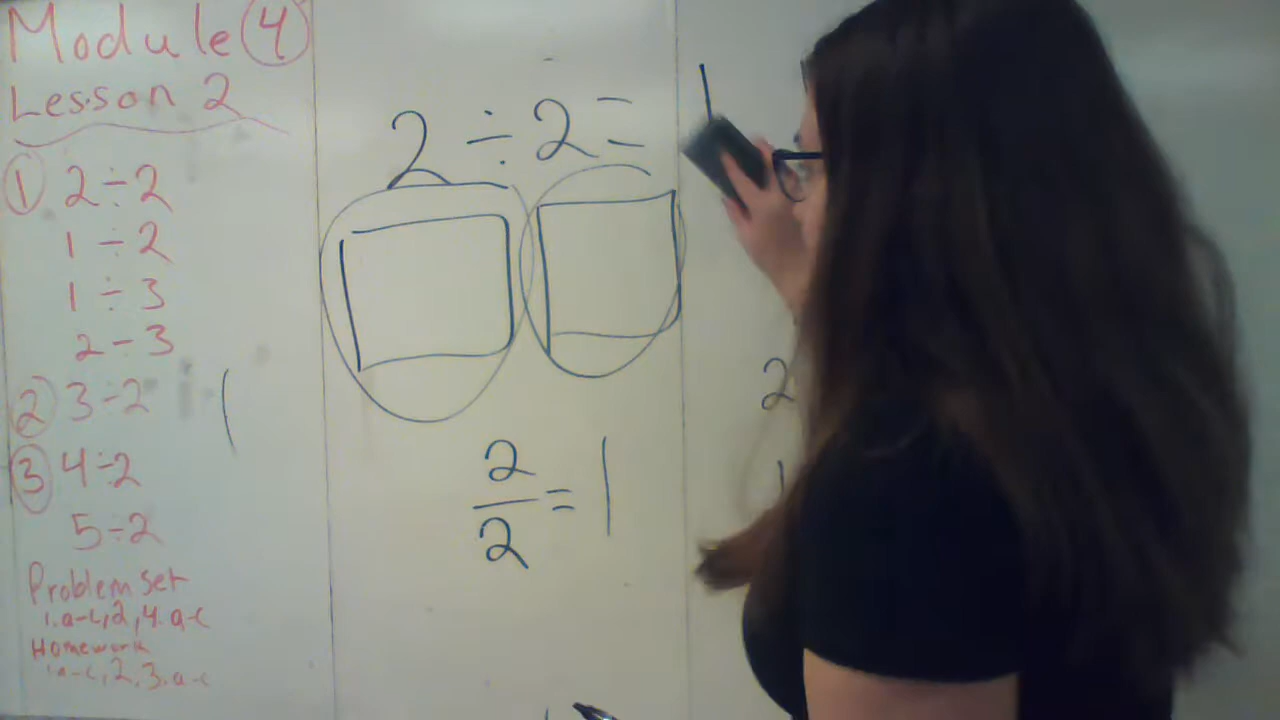 Module 4
Lesson 2
① 2÷2
1÷2
1÷3
2÷3
② 3÷2
③ 4÷2
5÷2
Problem Set
1.a-c,2,4.a-c
Homework
1a-c,2,3.a-c
2 ÷ 2 = 1
2/2 = 1
2
1